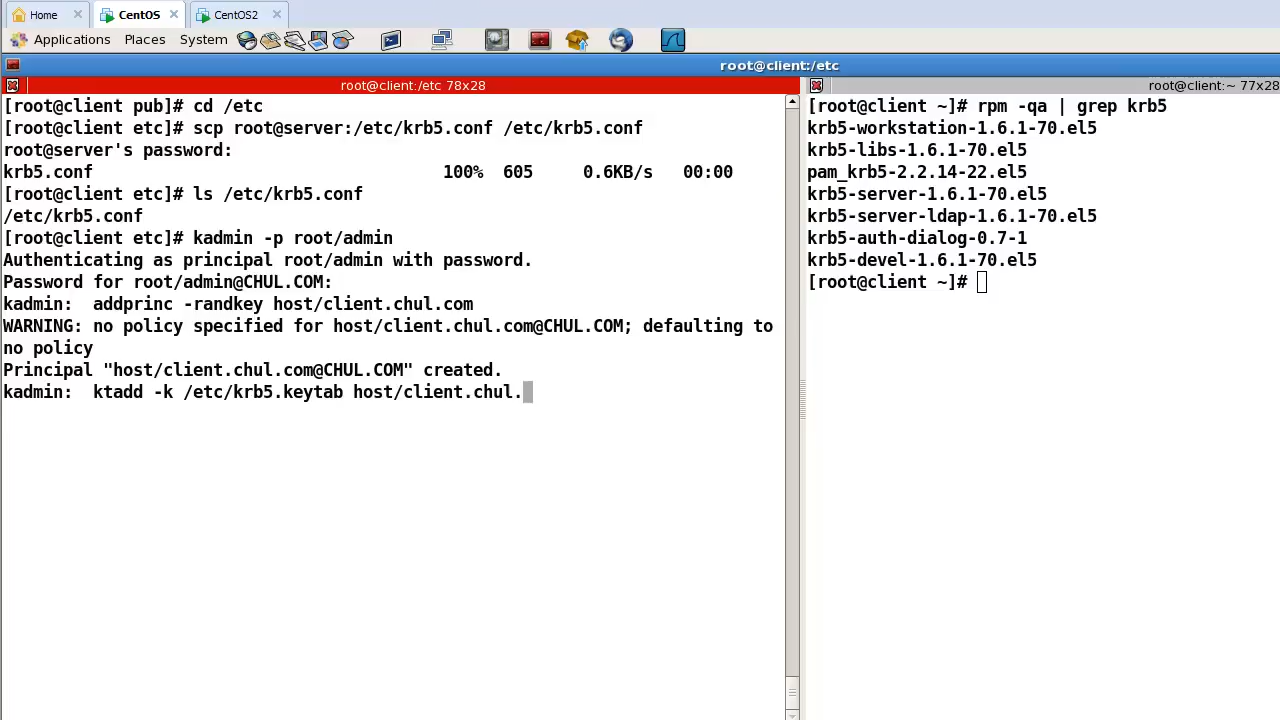 Home
CentOS
CentOS2
Applications Places System
root@client:/etc
root@client:/etc 78x28
[root@client pub]# cd /etc
[root@client etc]# scp root@server:/etc/krb5.conf /etc/krb5.conf
root@server's password:
krb5.conf 100% 605 0.6KB/s 00:00
[root@client etc]# ls /etc/krb5.conf
/etc/krb5.conf
[root@client etc]# kadmin -p root/admin
Authenticating as principal root/admin with password.
Password for root/admin@CHUL.COM:
kadmin:  addprinc -randkey host/client.chul.com
WARNING: no policy specified for host/client.chul.com@CHUL.COM; defaulting to
no policy
Principal "host/client.chul.com@CHUL.COM" created.
kadmin:  ktadd -k /etc/krb5.keytab host/client.chul.
root@client:~ 77x28
[root@client ~]# rpm -qa | grep krb5
krb5-workstation-1.6.1-70.el5
krb5-libs-1.6.1-70.el5
pam_krb5-2.2.14-22.el5
krb5-server-1.6.1-70.el5
krb5-server-ldap-1.6.1-70.el5
krb5-auth-dialog-0.7-1
krb5-devel-1.6.1-70.el5
[root@client ~]#